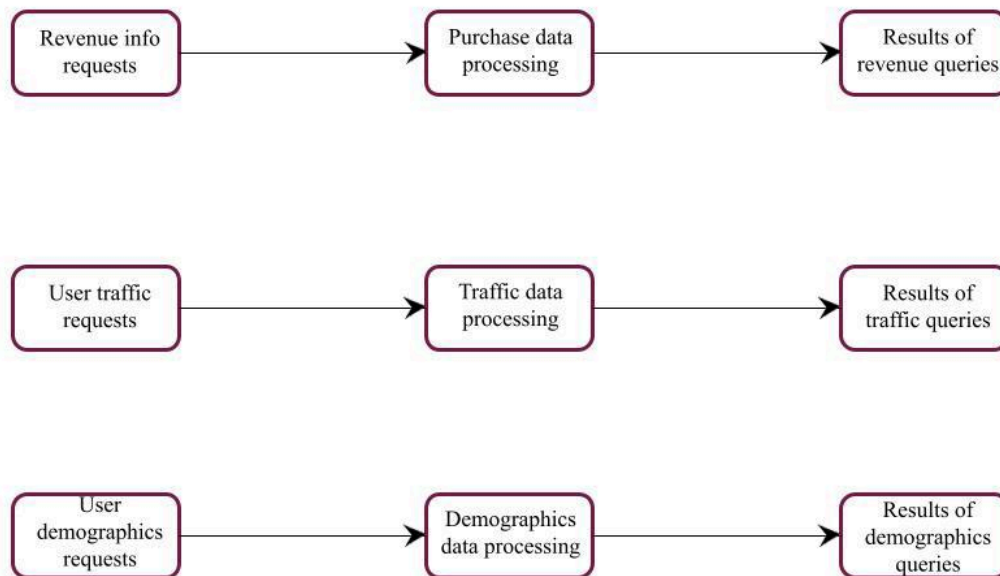 Revenue info
requests
Purchase data
processing
Results of
revenue queries
User traffic
requests
Traffic data
processing
Results of
traffic queries
User
demographics
requests
Demographics
data processing
Results of
demographics
queries